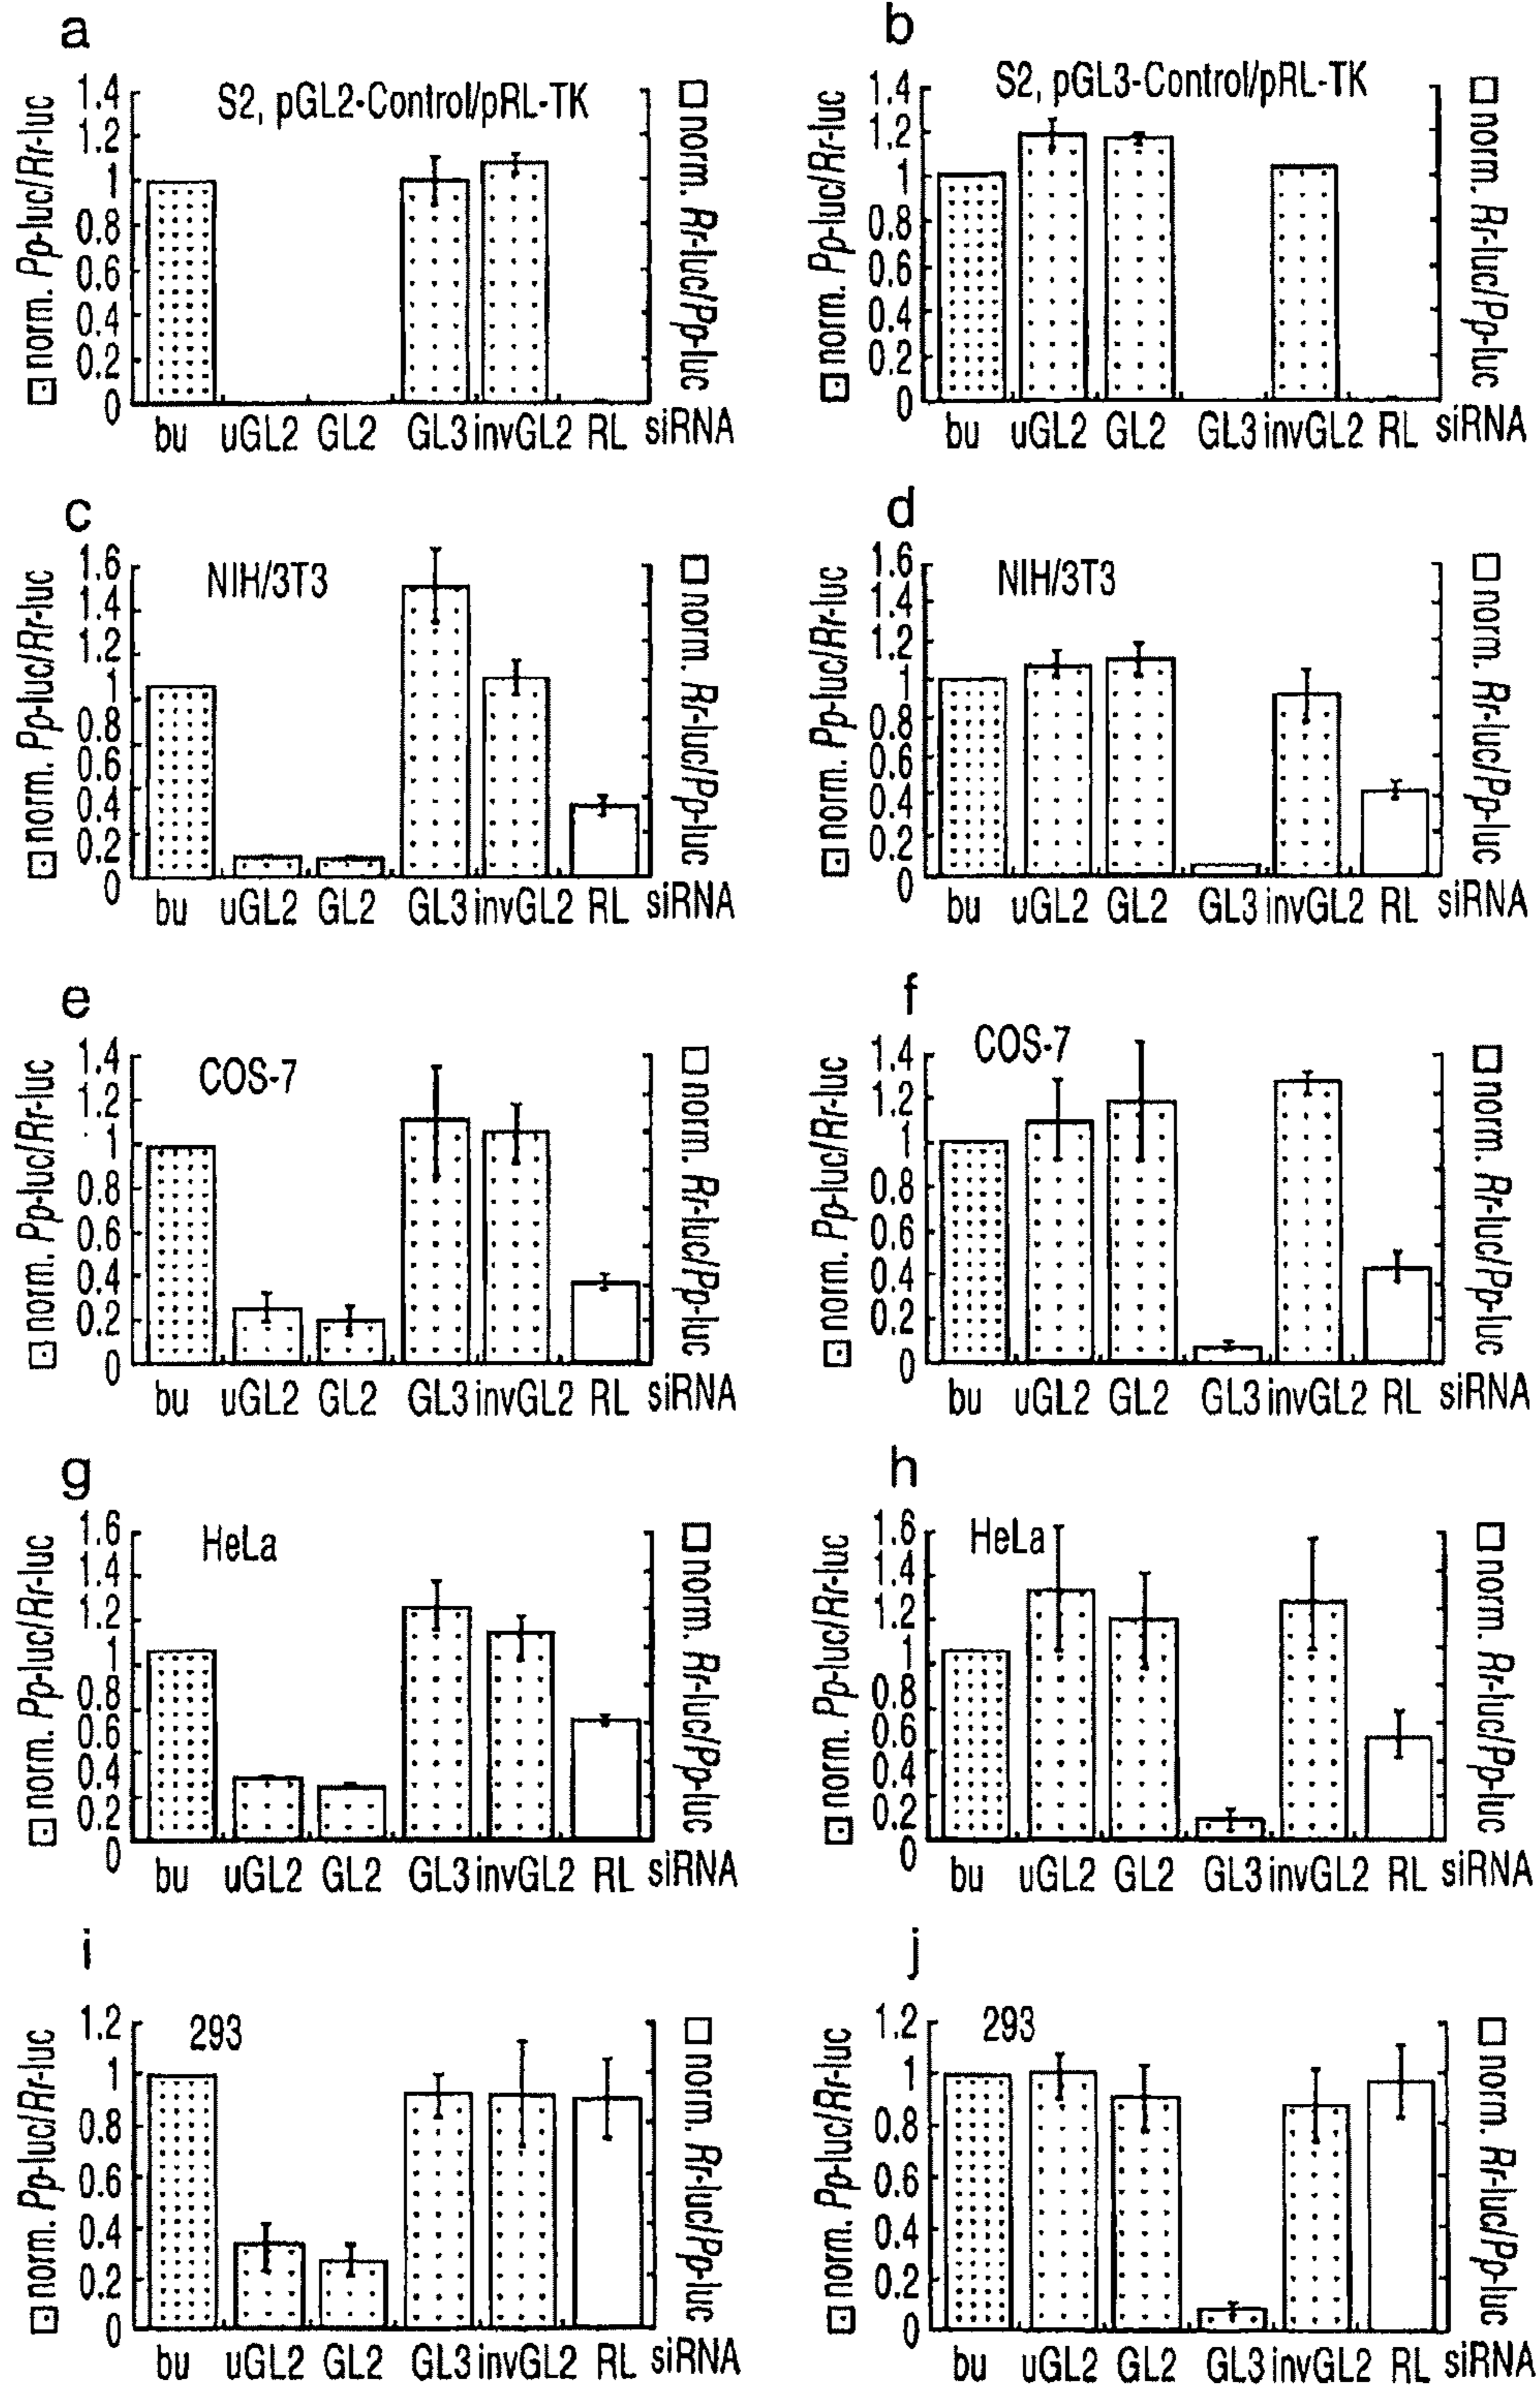 a
S2, pGL2-Control/pRL-TK
norm. Pp-luc/Rr-luc
1.4
1.2
1
0.8
0.6
0.4
0.2
0
norm. Rr-luc/Pp-luc
bu uGL2 GL2 GL3 invGL2 RL siRNA
b
S2, pGL3-Control/pRL-TK
norm. Pp-luc/Rr-luc
1.4
1.2
1
0.8
0.6
0.4
0.2
0
norm. Rr-luc/Pp-luc
bu uGL2 GL2 GL3 invGL2 RL siRNA
c
NIH/3T3
norm. Pp-luc/Rr-luc
1.6
1.4
1.2
1
0.8
0.6
0.4
0.2
0
norm. Rr-luc/Pp-luc
bu uGL2 GL2 GL3 invGL2 RL siRNA
d
NIH/3T3
norm. Pp-luc/Rr-luc
1.6
1.4
1.2
1
0.8
0.6
0.4
0.2
0
norm. Rr-luc/Pp-luc
bu uGL2 GL2 GL3 invGL2 RL siRNA
e
COS-7
norm. Pp-luc/Rr-luc
1.4
1.2
1
0.8
0.6
0.4
0.2
0
norm. Rr-luc/Pp-luc
bu uGL2 GL2 GL3 invGL2 RL siRNA
f
COS-7
norm. Pp-luc/Rr-luc
1.4
1.2
1
0.8
0.6
0.4
0.2
0
norm. Rr-luc/Pp-luc
bu uGL2 GL2 GL3 invGL2 RL siRNA
g
HeLa
norm. Pp-luc/Rr-luc
1.6
1.4
1.2
1
0.8
0.6
0.4
0.2
0
norm. Rr-luc/Pp-luc
bu uGL2 GL2 GL3 invGL2 RL siRNA
h
HeLa
norm. Pp-luc/Rr-luc
1.6
1.4
1.2
1
0.8
0.6
0.4
0.2
0
norm. Rr-luc/Pp-luc
bu uGL2 GL2 GL3 invGL2 RL siRNA
i
293
norm. Pp-luc/Rr-luc
1.2
1
0.8
0.6
0.4
0.2
0
norm. Rr-luc/Pp-luc
bu uGL2 GL2 GL3 invGL2 RL siRNA
j
293
norm. Pp-luc/Rr-luc
1.2
1
0.8
0.6
0.4
0.2
0
norm. Rr-luc/Pp-luc
bu uGL2 GL2 GL3 invGL2 RL siRNA